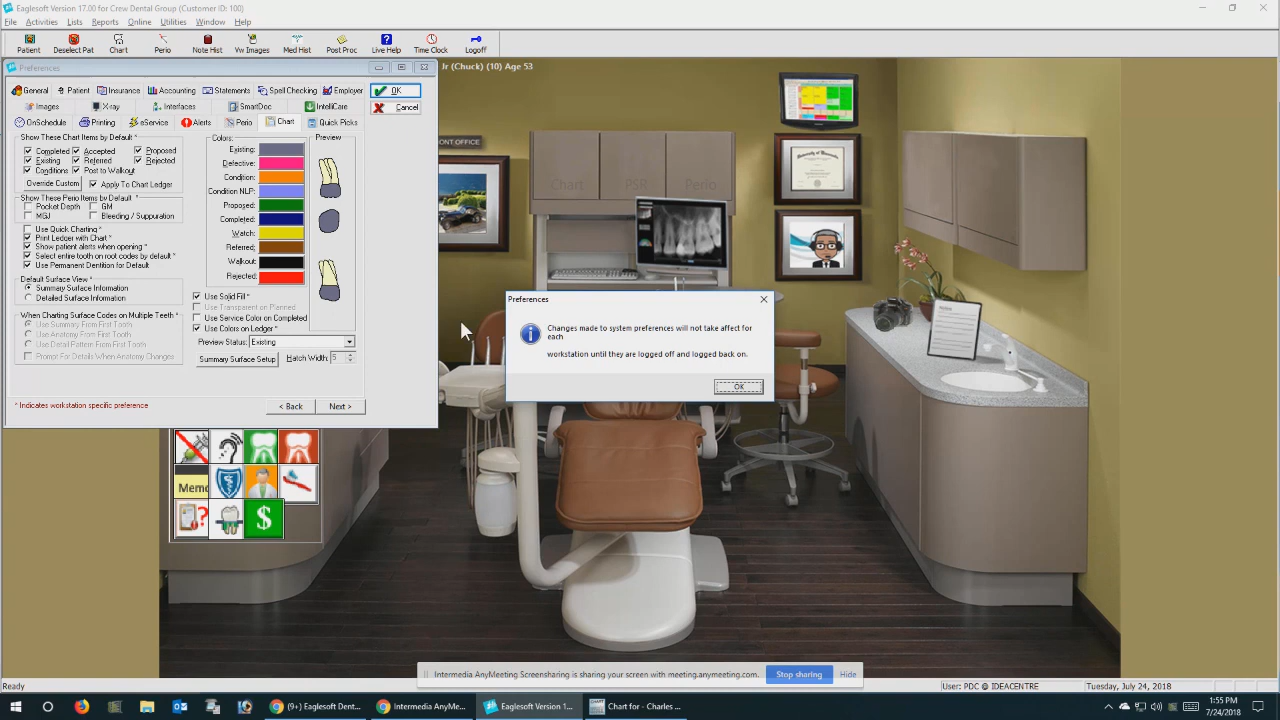 Eaglesoft Version 17.00 for Crew Dental Group (Customer ID: 100)
File Activities Lists Reports Online Utilities Window Help
Patient Deselect Pat Chart Perio Note Hist Vw Images Med Hist Post Proc Live Help Time Clock Logoff
Preferences
Jr (Chuck) (10) Age 53
General Patient Accounting Statements Spell Checking Employer
Images Tray Interfaces SmartDoc IntelliCare
OnSchedule Alerts Perio Chart Quick Picks
OK
Cancel
Show These Chart Items by Default
Completed Accepted Proposed
Existing Referred Rejected
Conditions Post to Walkout
Override Custom Apply To Chart Ledger
Show These Perio Items by Default
Pocket Depth GM
MGJ Bleeding / Suppuration
Use Quick Charting
Print Ledger with Chart *
Show patient alerts when opening *
Select entire tooth on code codes by default *
Use Permanent Dentition for Default
Default Surface View *
Summary Surface Information
Detailed Surface Information
When Charting Surface Codes on Multiple Teeth *
Use Summary From First Tooth
Use Anatomy From First Tooth
Use Detail Pattern From First Tooth
Prompt For Details When Anatomy Changes
Colors: Preview
Existing:
Defective:
Condition:
Condition NLP:
Proposed:
Completed:
Watch:
Referred:
Walkout:
Rejected:
Use Solid Fill *
Use Transparent on Planned
Use Service Color on Completed
Use Colors on Ledger *
Preview Status: Existing
Summary Surface Setup Hatch Width: 5
* Indicates workstation specific preference
< Back Next >
ONT OFFICE
Chart PSR Perio
Preferences
Changes made to system preferences will not take affect for
each
workstation until they are logged off and logged back on.
OK
Memo
Intermedia AnyMeeting Screensharing is sharing your screen with meeting.anymeeting.com. Stop sharing Hide
Ready User: PDC @ IDEACENTRE Tuesday, July 24, 2018
(9+) Eaglesoft Dent... Intermedia AnyMe... Eaglesoft Version 1... Chart for - Charles ...
1:55 PM
7/24/2018